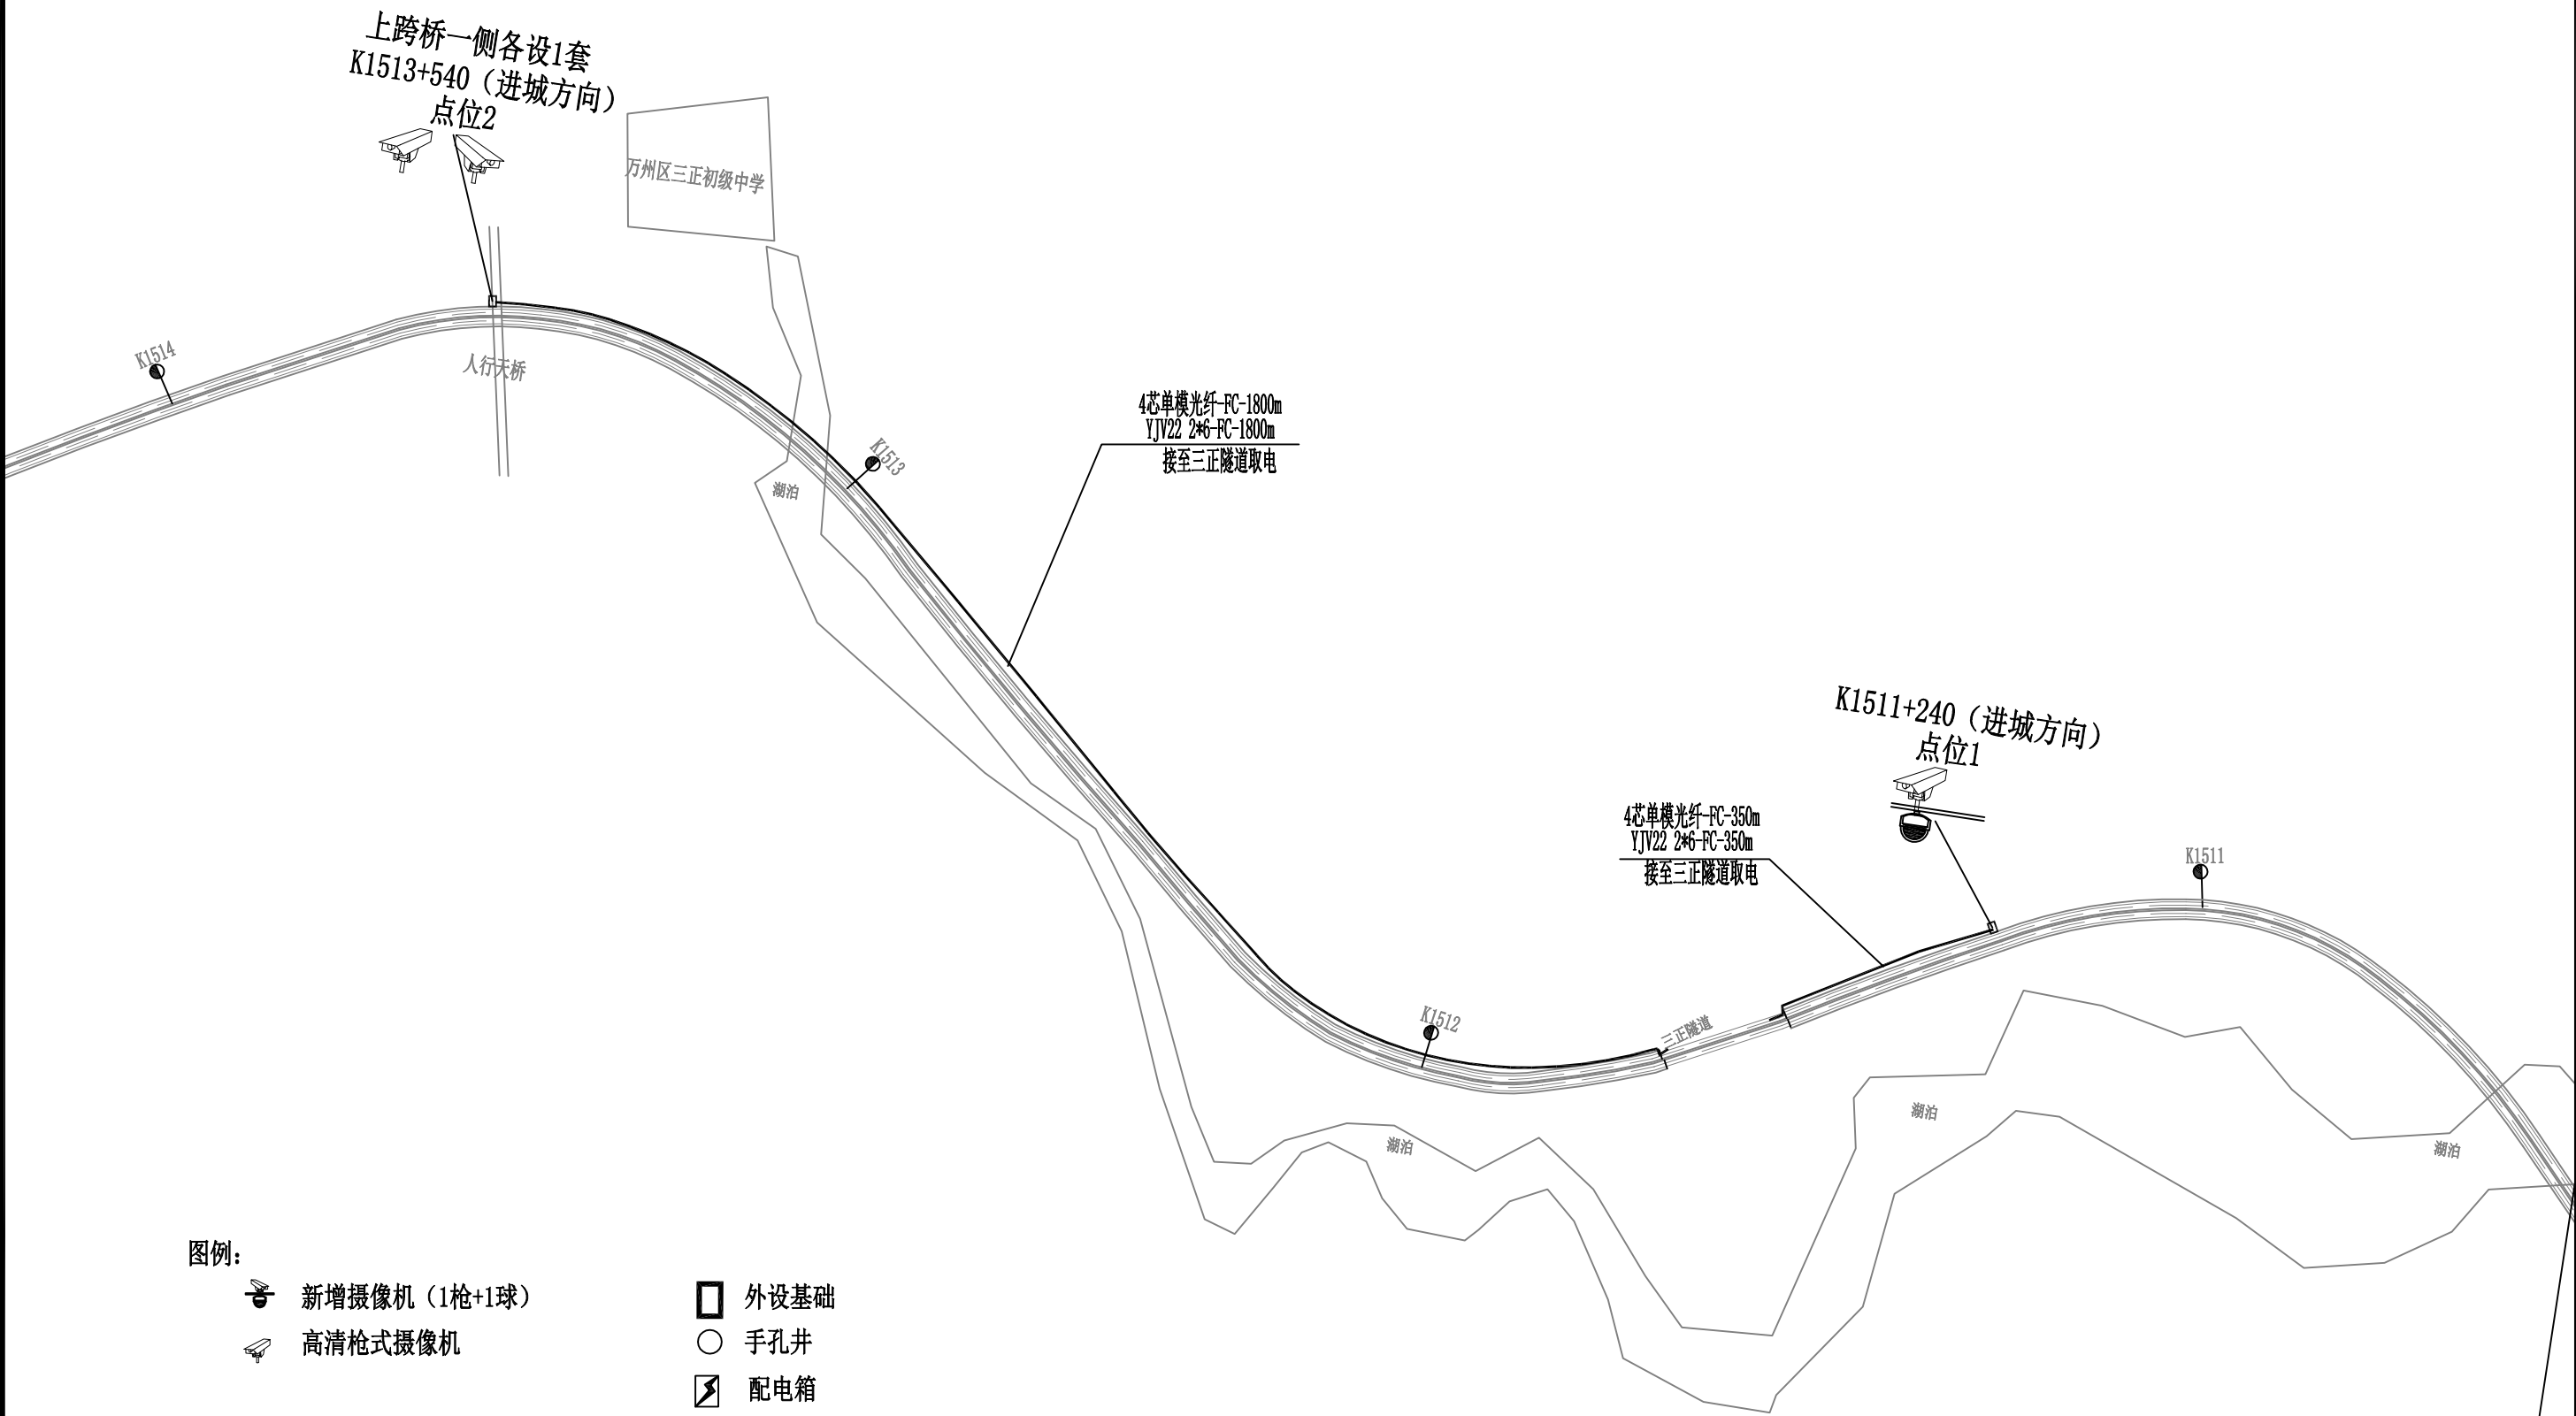 上跨桥一侧各设1套
K1513+540（进城方向）
点位2
万州区三正初级中学
K1514
人行天桥
4芯单模光纤-FC-1800m
YJV22 2*6-FC-1800m
接至三正隧道取电
K1513
湖泊
K1511+240（进城方向）
点位1
4芯单模光纤-FC-350m
YJV22 2*6-FC-350m
接至三正隧道取电
K1511
K1512
三正隧道
湖泊
湖泊
湖泊
图例：
新增摄像机（1枪+1球）
高清枪式摄像机
外设基础
手孔井
配电箱